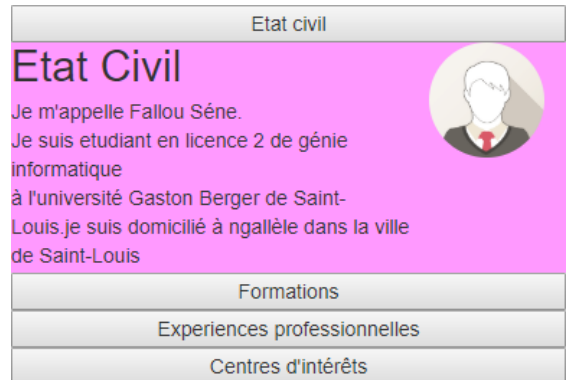 Etat civil
Etat Civil
Je m'appelle Fallou Séne.
Je suis etudiant en licence 2 de génie
informatique
à l'université Gaston Berger de Saint-
Louis.je suis domicilié à ngallèle dans la ville
de Saint-Louis
Formations
Experiences professionnelles
Centres d'intérêts